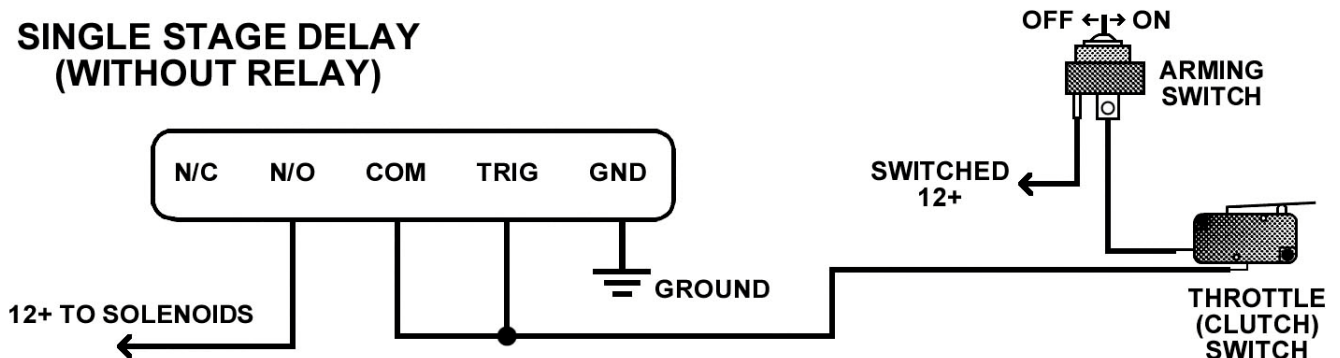 SINGLE STAGE DELAY
(WITHOUT RELAY)
OFF ON
ARMING
SWITCH
N/C N/O COM TRIG GND
SWITCHED
12+
GROUND
12+ TO SOLENOIDS
THROTTLE
(CLUTCH)
SWITCH